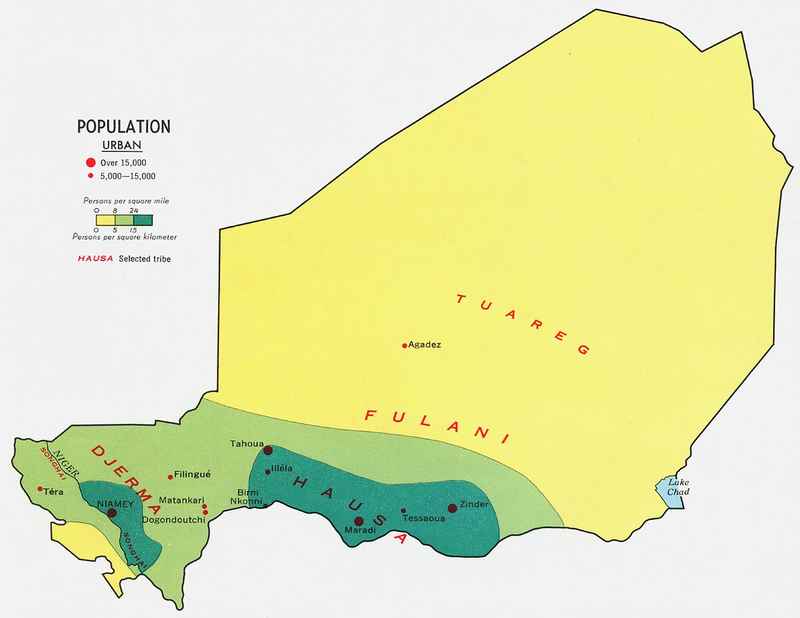 POPULATION
URBAN
Over 15,000
5,000—15,000
Persons per square mile
0 8 24
0 5 15
Persons per square kilometer
HAUSA Selected tribe
TUAREG
Agadez
FULANI
Tahoua
Illéla
HAUSA
Birni
Nkonni
Zinder
Tessaoua
Maradi
Lake
Chad
DJERMA
SONGHAI
NIGER
Filingué
Téra
Matankari
Dogondoutchi
NIAMEY
SONGHAI